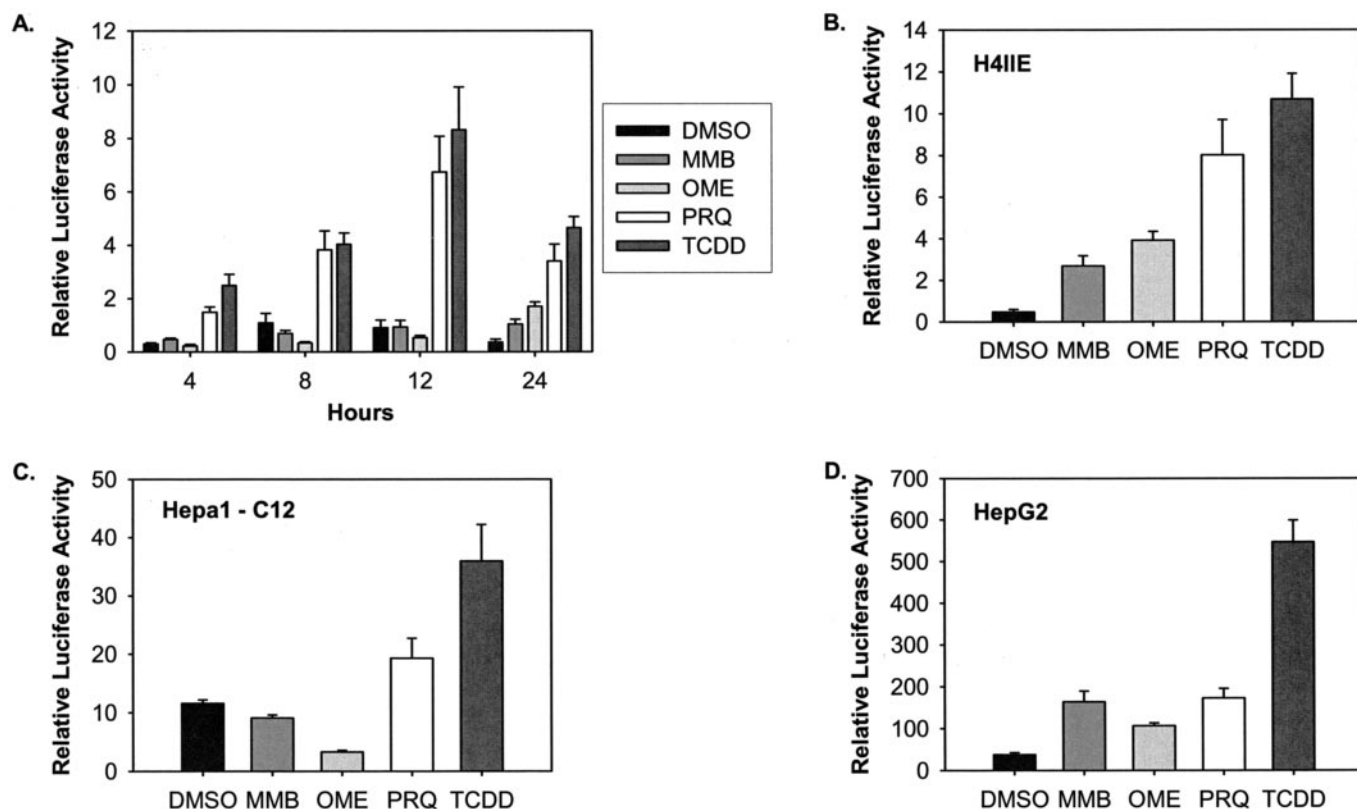 A.
Relative Luciferase Activity
12
10
8
6
4
2
0
4 8 12 24
Hours
DMSO
MMB
OME
PRQ
TCDD
B.
H4IIE
Relative Luciferase Activity
14
12
10
8
6
4
2
0
DMSO MMB OME PRQ TCDD
C.
Hepa1 - C12
Relative Luciferase Activity
50
40
30
20
10
0
DMSO MMB OME PRQ TCDD
D.
HepG2
Relative Luciferase Activity
700
600
500
400
300
200
100
0
DMSO MMB OME PRQ TCDD